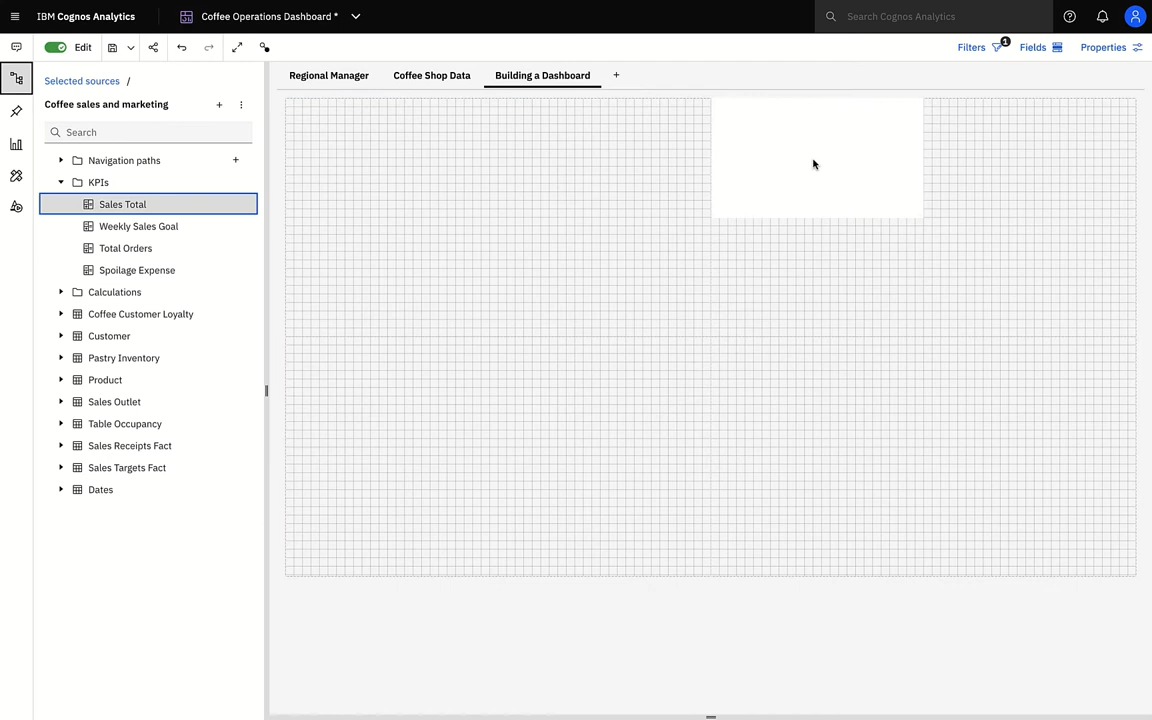 IBM Cognos Analytics
Coffee Operations Dashboard *
Search Cognos Analytics
Edit
Filters 1
Fields
Properties
Selected sources /
Coffee sales and marketing
Search
Navigation paths
KPIs
Sales Total
Weekly Sales Goal
Total Orders
Spoilage Expense
Calculations
Coffee Customer Loyalty
Customer
Pastry Inventory
Product
Sales Outlet
Table Occupancy
Sales Receipts Fact
Sales Targets Fact
Dates
Regional Manager
Coffee Shop Data
Building a Dashboard